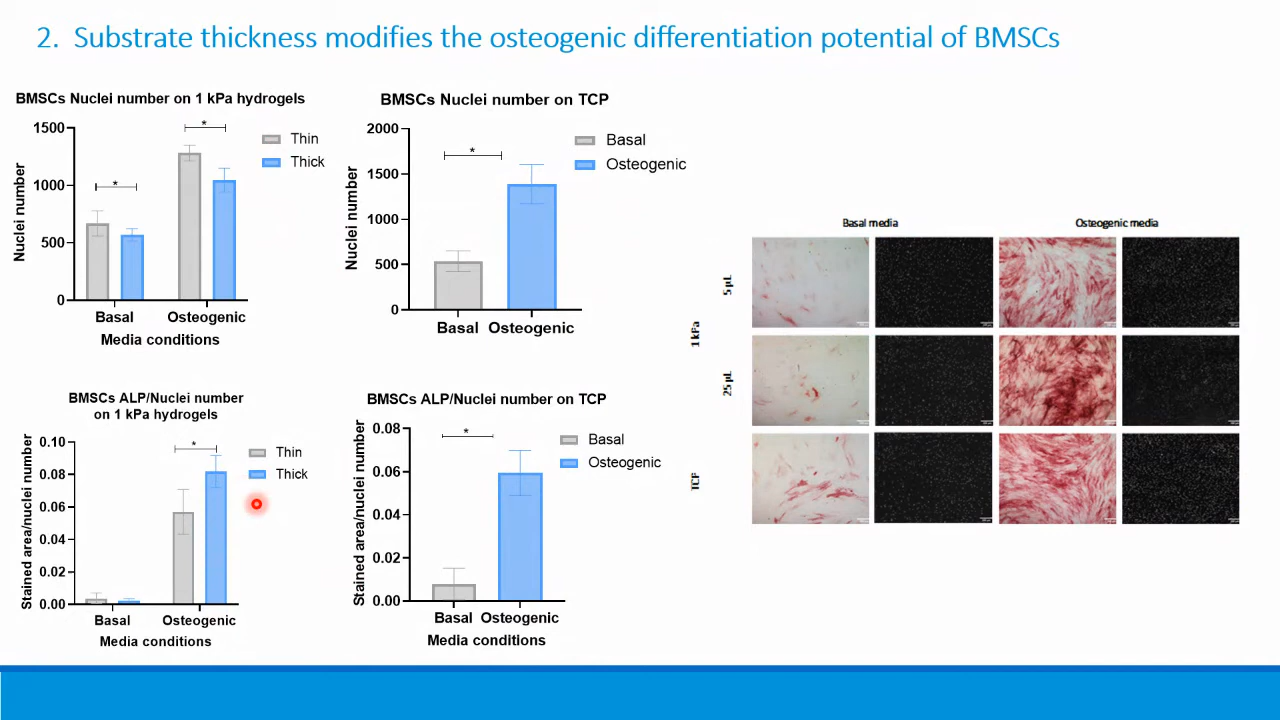 2. Substrate thickness modifies the osteogenic differentiation potential of BMSCs
BMSCs Nuclei number on 1 kPa hydrogels
Nuclei number
1500
1000
500
0
*
*
Thin
Thick
Basal
Osteogenic
Media conditions
BMSCs Nuclei number on TCP
Nuclei number
2000
1500
1000
500
0
*
Basal
Osteogenic
Basal
Osteogenic
BMSCs ALP/Nuclei number
on 1 kPa hydrogels
Stained area/nuclei number
0.10
0.08
0.06
0.04
0.02
0.00
*
Thin
Thick
Basal
Osteogenic
Media conditions
BMSCs ALP/Nuclei number on TCP
Stained area/nuclei number
0.08
0.06
0.04
0.02
0.00
*
Basal
Osteogenic
Basal
Osteogenic
Media conditions
Basal media
Osteogenic media
1 kPa
5 µL
25 µL
TCP